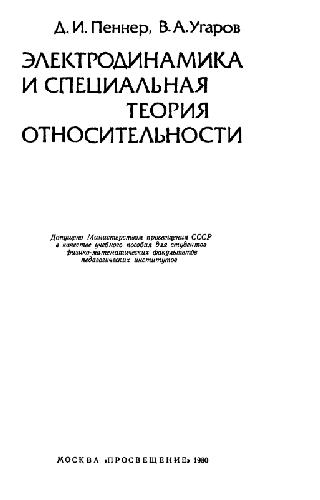 Д. И. Пеннер, В. А. Угаров
ЭЛЕКТРОДИНАМИКА
И СПЕЦИАЛЬНАЯ
ТЕОРИЯ
ОТНОСИТЕЛЬНОСТИ
Допущено Министерством просвещения СССР
в качестве учебного пособия для студентов
физико-математических факультетов
педагогических институтов
МОСКВА «ПРОСВЕЩЕНИЕ» 1980